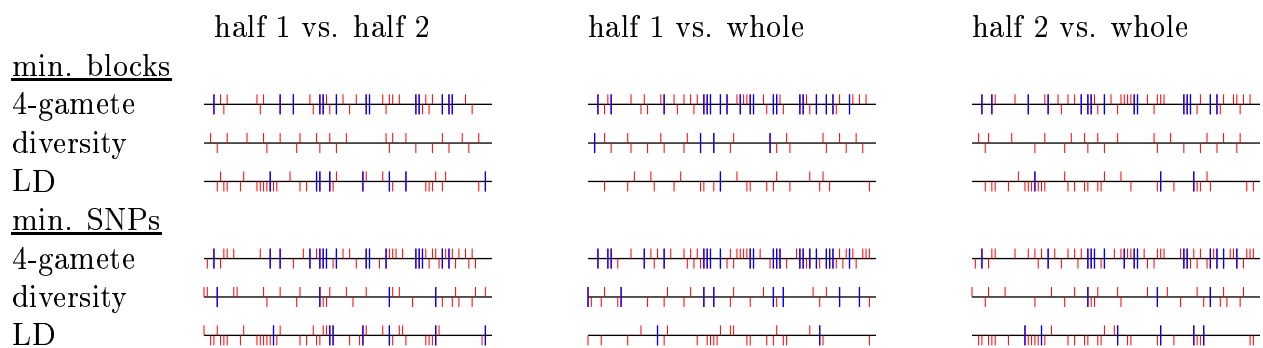 half 1 vs. half 2 half 1 vs. whole half 2 vs. whole
min. blocks
4-gamete
diversity
LD
min. SNPs
4-gamete
diversity
LD